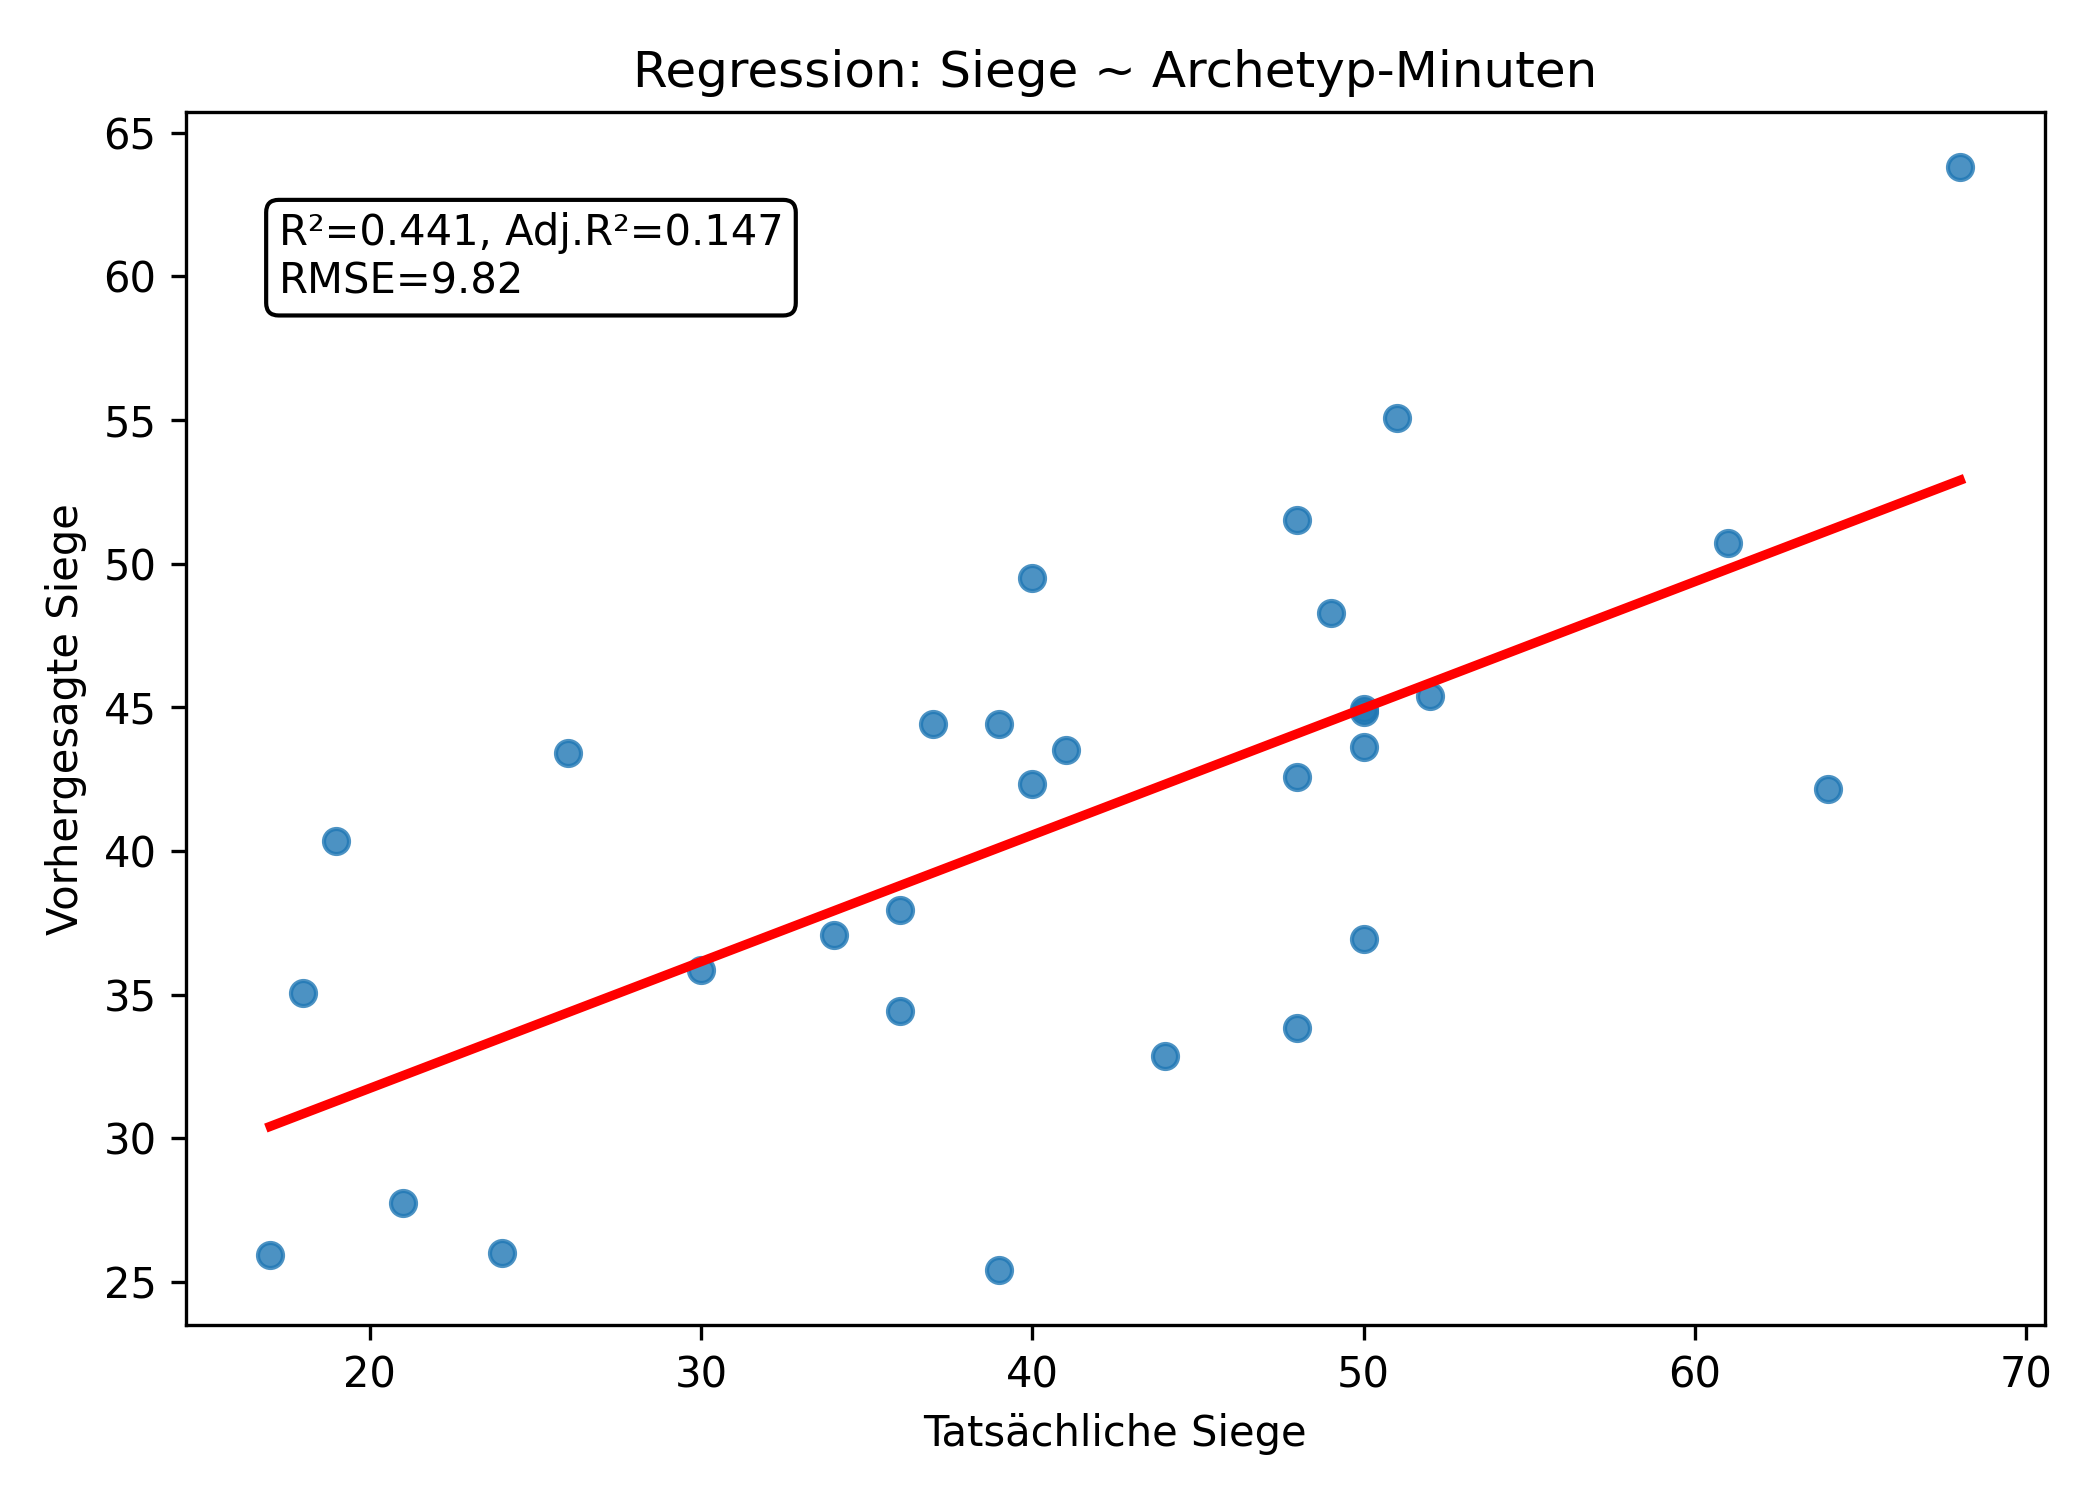 Regression: Siege ~ Archetyp-Minuten
R²=0.441, Adj.R²=0.147
RMSE=9.82
65
60
55
50
45
40
35
30
25
Vorhergesagte Siege
20 30 40 50 60 70
Tatsächliche Siege